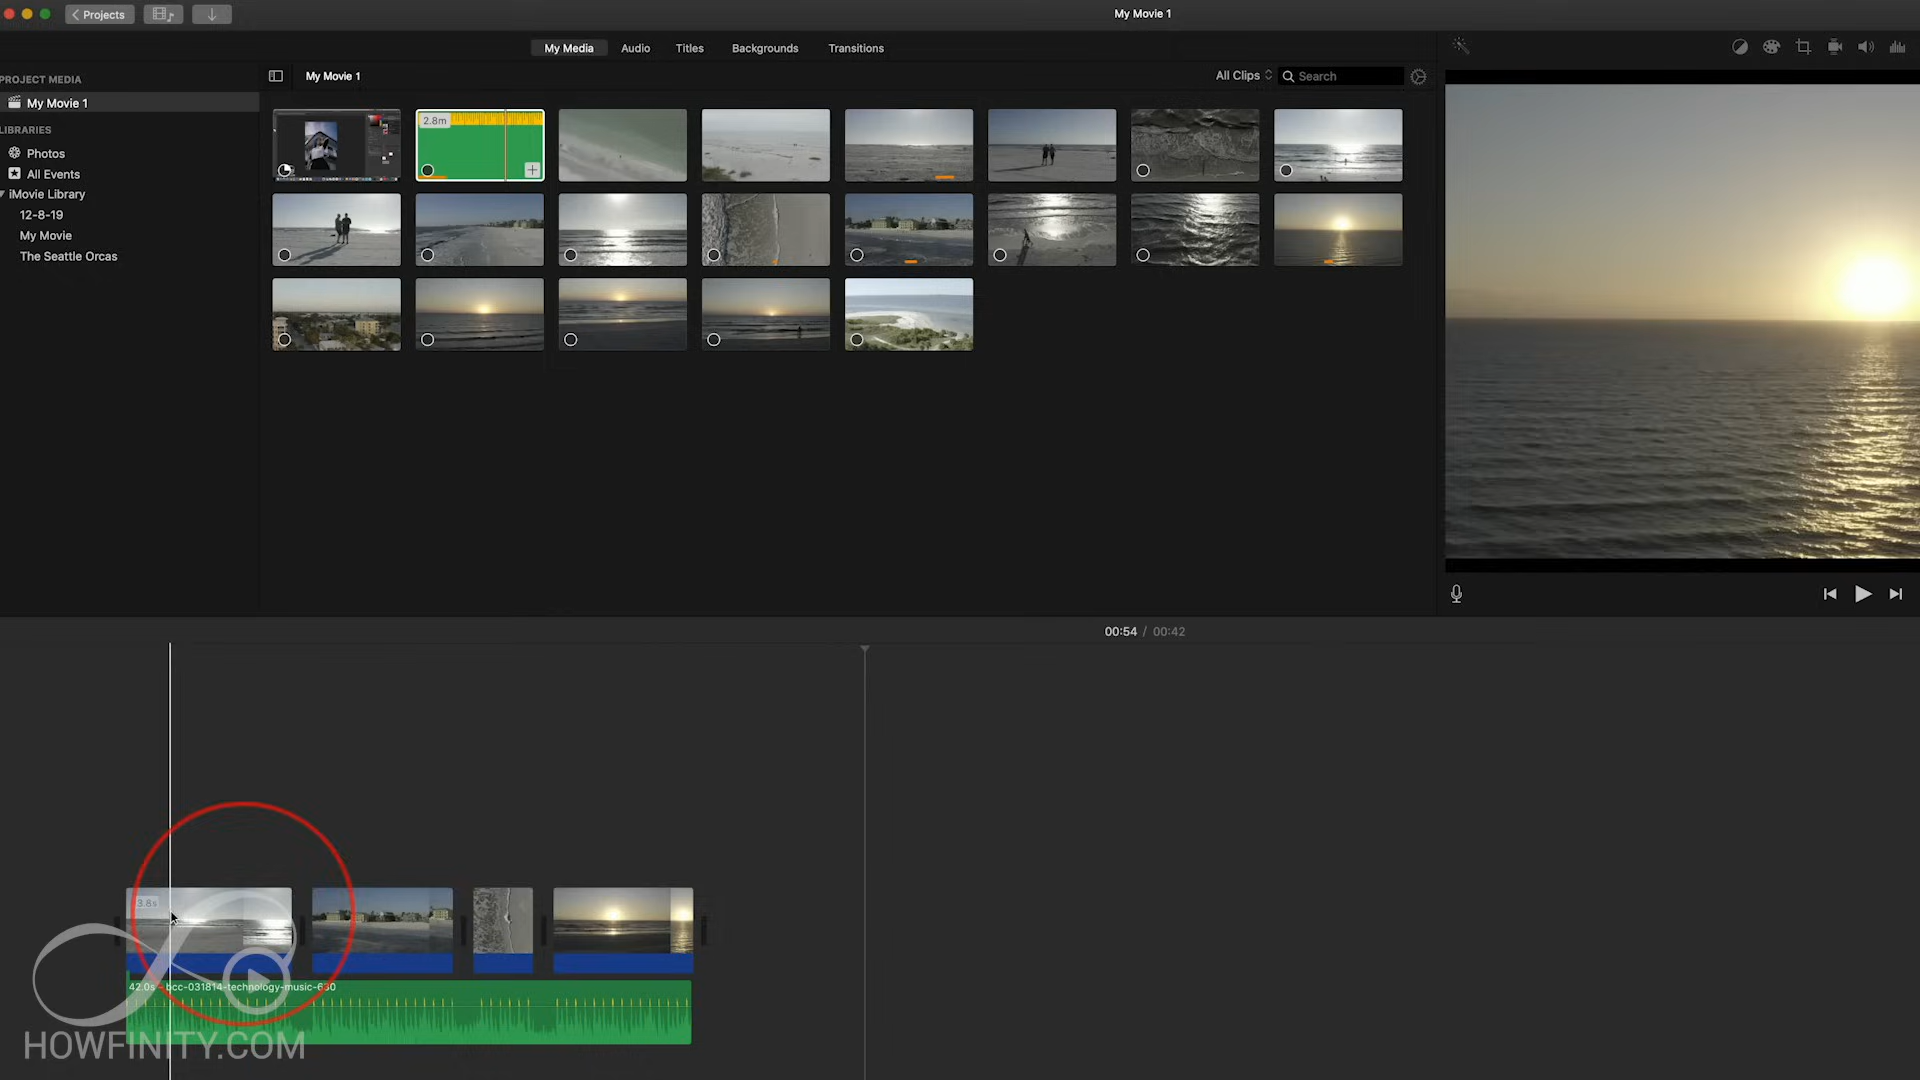 Projects
My Movie 1
My Media
Audio
Titles
Backgrounds
Transitions
PROJECT MEDIA
My Movie 1
All Clips
Search
My Movie 1
LIBRARIES
Photos
All Events
iMovie Library
12-8-19
My Movie
The Seattle Orcas
2.8m
00:54 / 00:42
3.8s
42.0s - bcc-031814-technology-music-630
HOWFINITY.COM